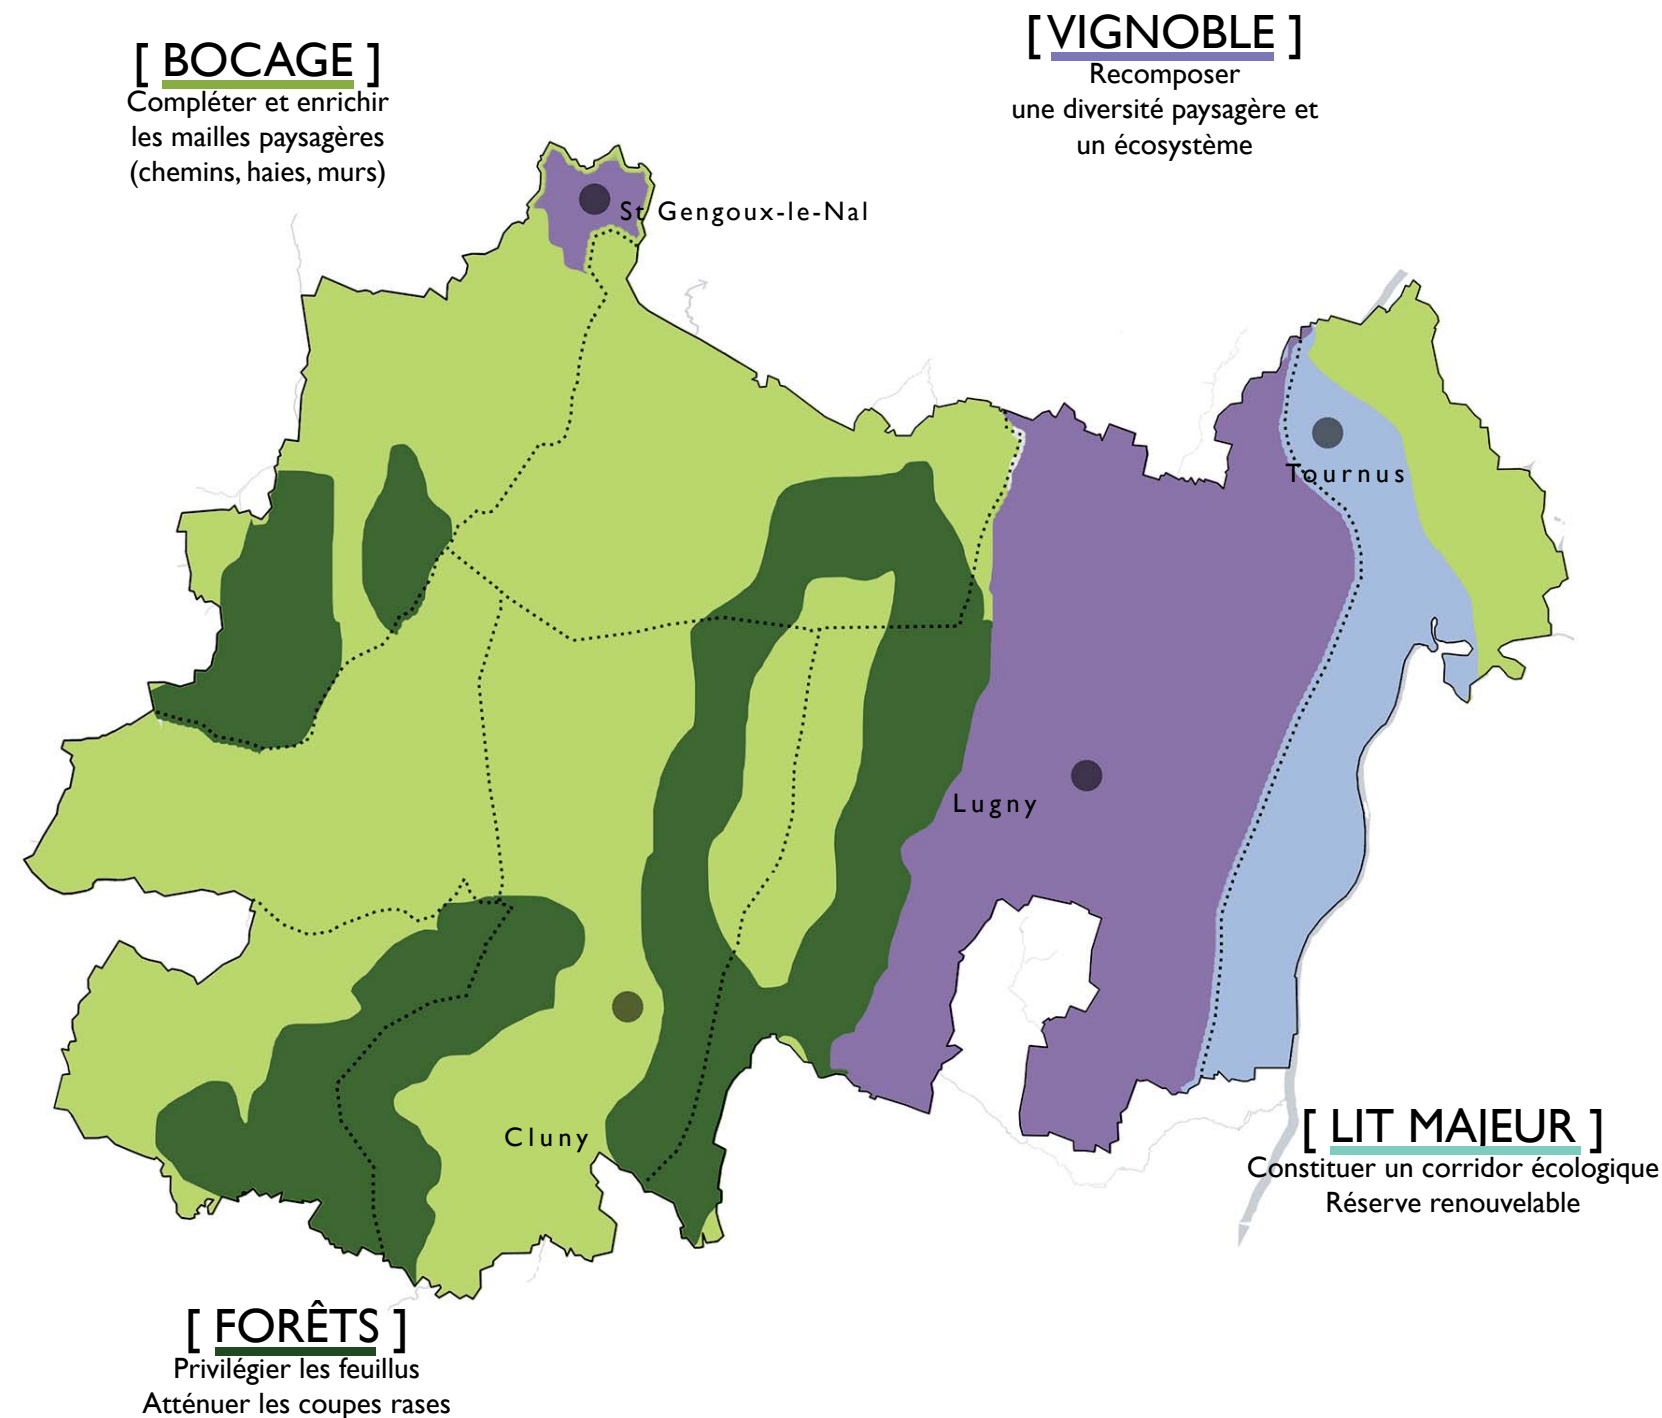 [ BOCAGE ]
Compléter et enrichir
les mailles paysagères
(chemins, haies, murs)
[ VIGNOBLE ]
Recomposer
une diversité paysagère et
un écosystème
St Gengoux-le-Nal
Tournus
Lugny
Cluny
[ LIT MAJEUR ]
Constituer un corridor écologique
Réserve renouvelable
[ FORÊTS ]
Privilégier les feuillus
Atténuer les coupes rases